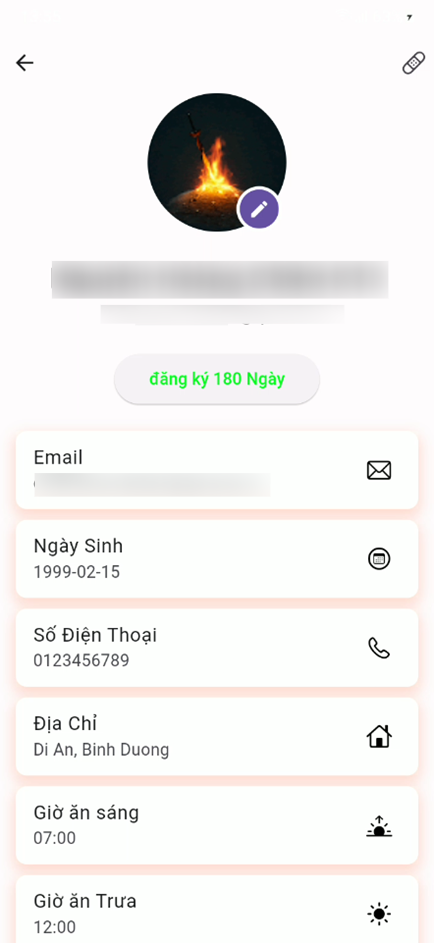 đăng ký 180 Ngày
Email
Ngày Sinh
1999-02-15
Số Điện Thoại
0123456789
Địa Chỉ
Di An, Binh Duong
Giờ ăn sáng
07:00
Giờ ăn Trưa
12:00